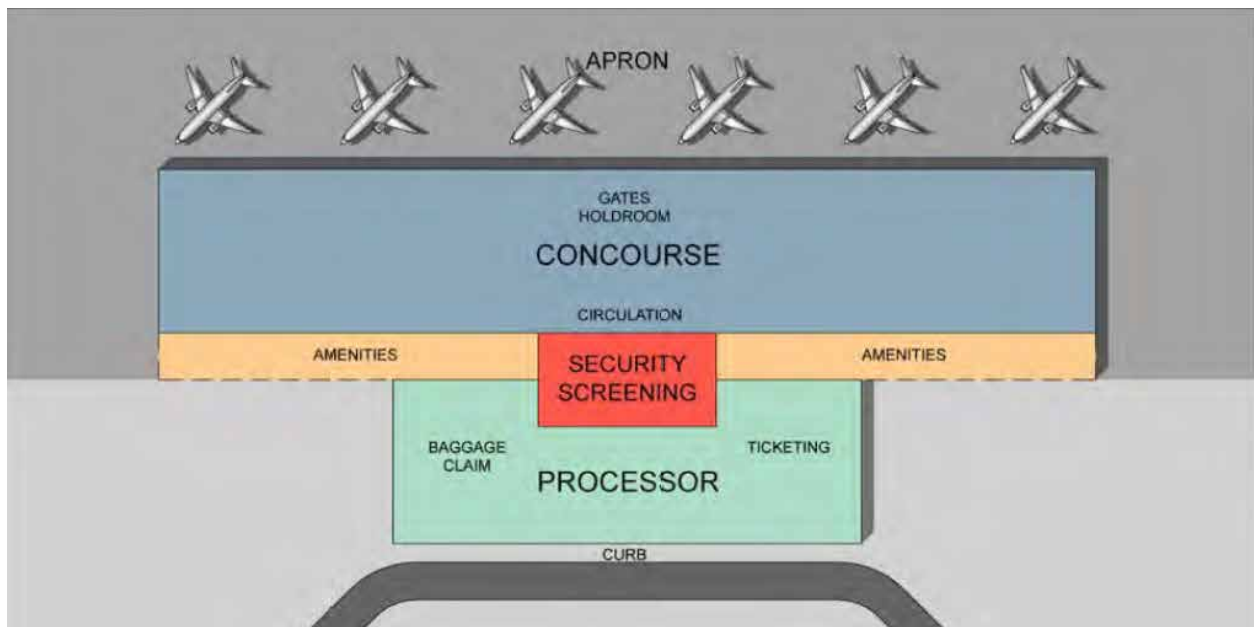 APRON
GATES
HOLDROOM
CONCOURSE
CIRCULATION
AMENITIES
SECURITY
SCREENING
AMENITIES
BAGGAGE
CLAIM
TICKETING
PROCESSOR
CURB